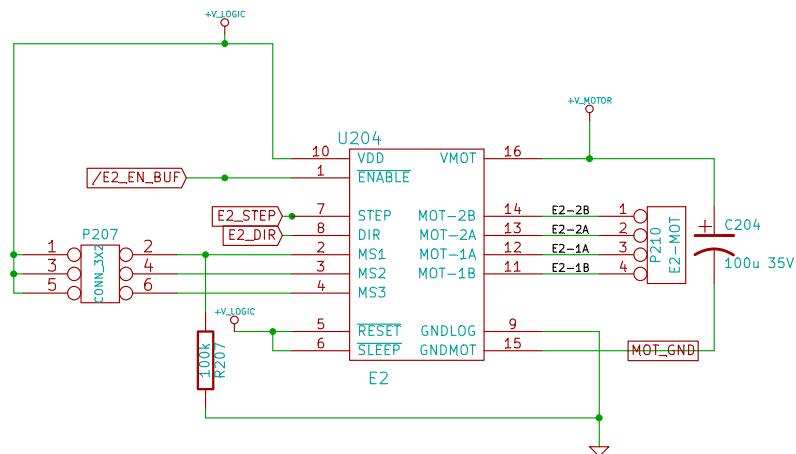 +V_LOGIC
U204
+V_MOTOR
10 VDD VMOT 16
/E2_EN_BUF 1 ENABLE
E2_STEP 7 STEP MOT-2B 14 E2-2B 1
E2_DIR 8 DIR MOT-2A 13 E2-2A 2
P207
1 2 2 MS1 MOT-1A 12 E2-1A 3
3 4 3 MS2 MOT-1B 11 E2-1B 4
5 6 4 MS3
CONN_3X2
P210
E2-MOT
C204
100u 35V
+V_LOGIC
5 RESET GNDLOG 9
6 SLEEP GNDMOT 15 MOT_GND
100k
R207
E2